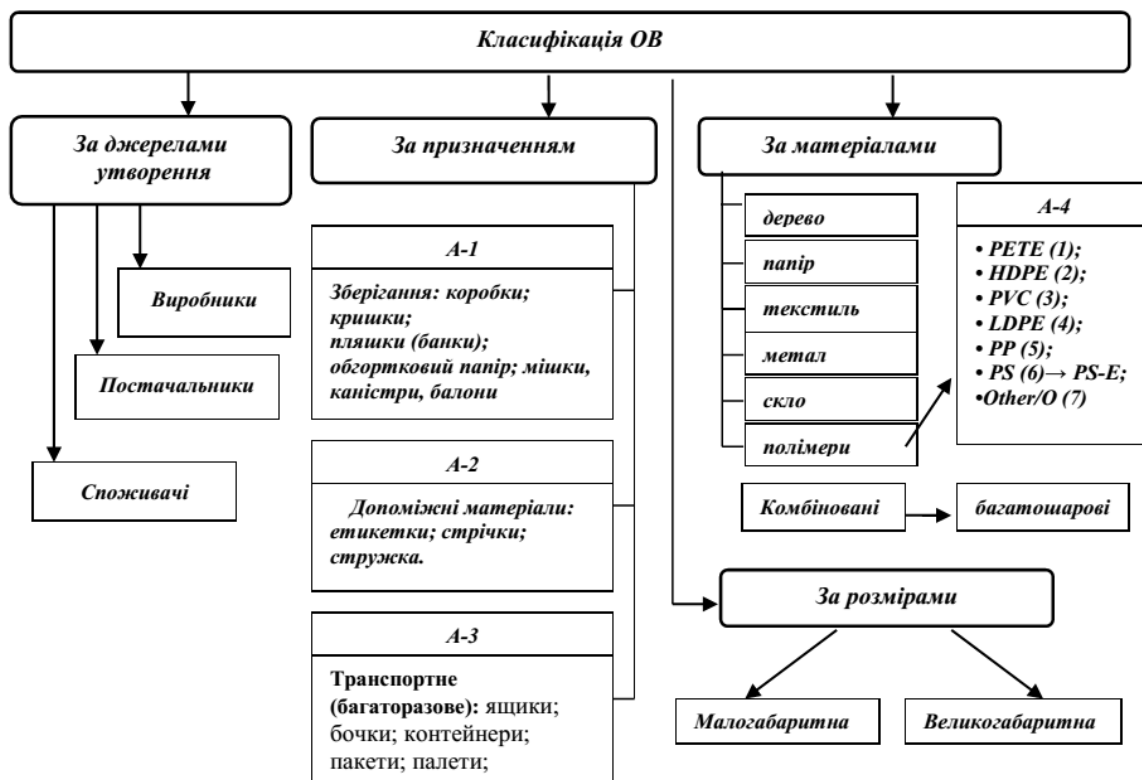 Класифікація ОВ
За джерелами
утворення
Виробники
Постачальники
Споживачі
За призначенням
А-1
Зберігання: коробки;
кришки;
пляшки (банки);
обгортковий папір; мішки,
каністри, балони
А-2
Допоміжні матеріали:
етикетки; стрічки;
стружка.
А-3
Транспортне
(багаторазове): ящики;
бочки; контейнери;
пакети; палети;
За матеріалами
дерево
папір
текстиль
метал
скло
полімери
А-4
• PETE (1);
• HDPE (2);
• PVC (3);
• LDPE (4);
• PP (5);
• PS (6)→ PS-E;
•Other/O (7)
Комбіновані
багатошарові
За розмірами
Малогабаритна
Великогабаритна